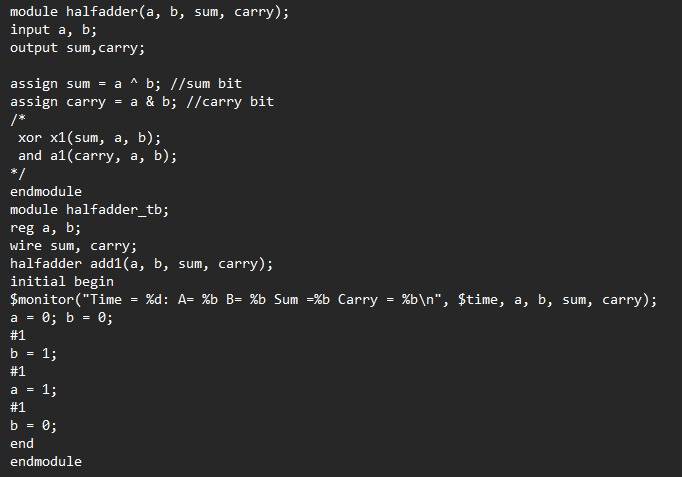 module halfadder(a, b, sum, carry);
input a, b;
output sum,carry;
assign sum = a ^ b; //sum bit
assign carry = a & b; //carry bit
/*
xor x1(sum, a, b);
and a1(carry, a, b);
*/
endmodule
module halfadder_tb;
reg a, b;
wire sum, carry;
halfadder add1(a, b, sum, carry);
initial begin
$monitor("Time = %d: A= %b B= %b Sum =%b Carry = %b\n", $time, a, b, sum, carry);
a = 0; b = 0;
#1
b = 1;
#1
a = 1;
#1
b = 0;
end
endmodule